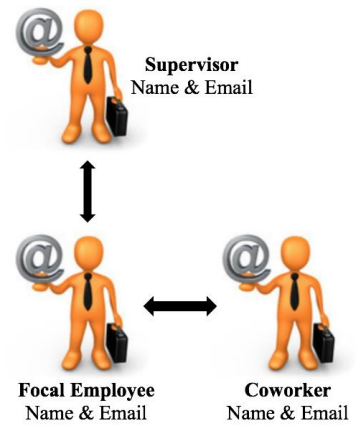 @
Supervisor
Name & Email
@
@
Focal Employee
Name & Email
Coworker
Name & Email